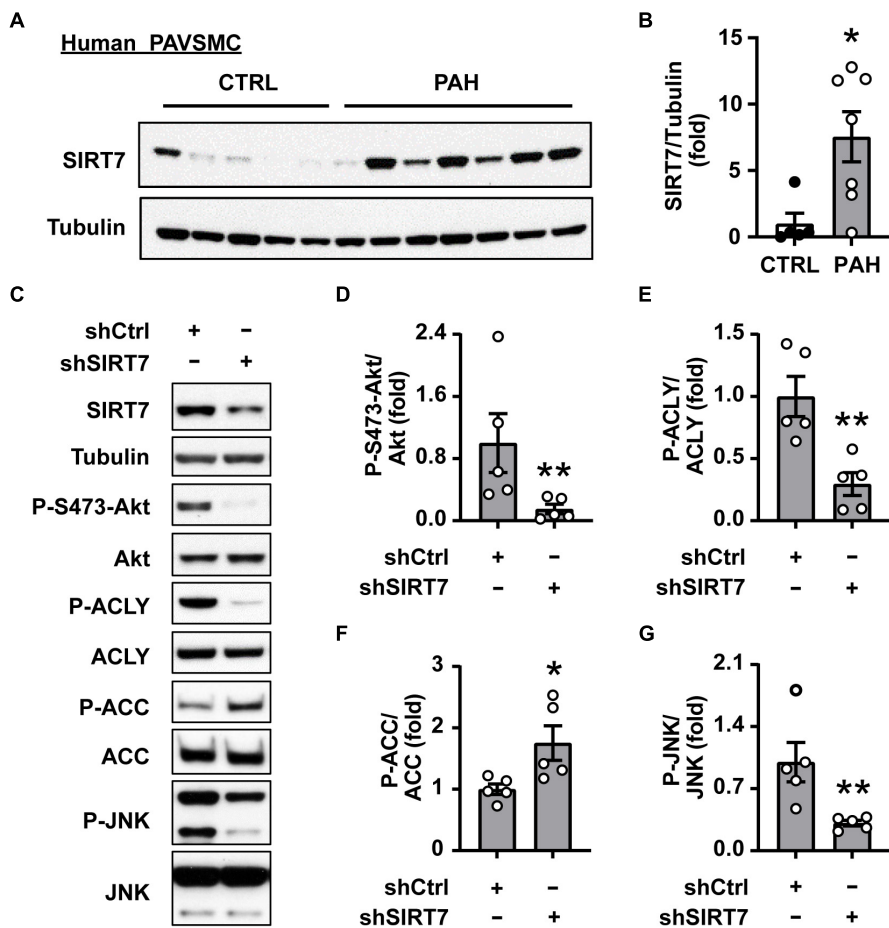 A
Human PAVSMC
CTRL PAH
SIRT7
Tubulin
B
SIRT7/Tubulin
(fold)
15
10
5
0
*
CTRL PAH
C
shCtrl + −
shSIRT7 − +
SIRT7
Tubulin
P-S473-Akt
Akt
P-ACLY
ACLY
P-ACC
ACC
P-JNK
JNK
D
P-S473-Akt/
Akt (fold)
2.4
1.6
0.8
0.0
**
shCtrl + −
shSIRT7 − +
E
P-ACLY/
ACLY (fold)
1.5
1.0
0.5
0.0
**
shCtrl + −
shSIRT7 − +
F
P-ACC/
ACC (fold)
3
2
1
0
*
shCtrl + −
shSIRT7 − +
G
P-JNK/
JNK (fold)
2.1
1.4
0.7
0.0
**
shCtrl + −
shSIRT7 − +